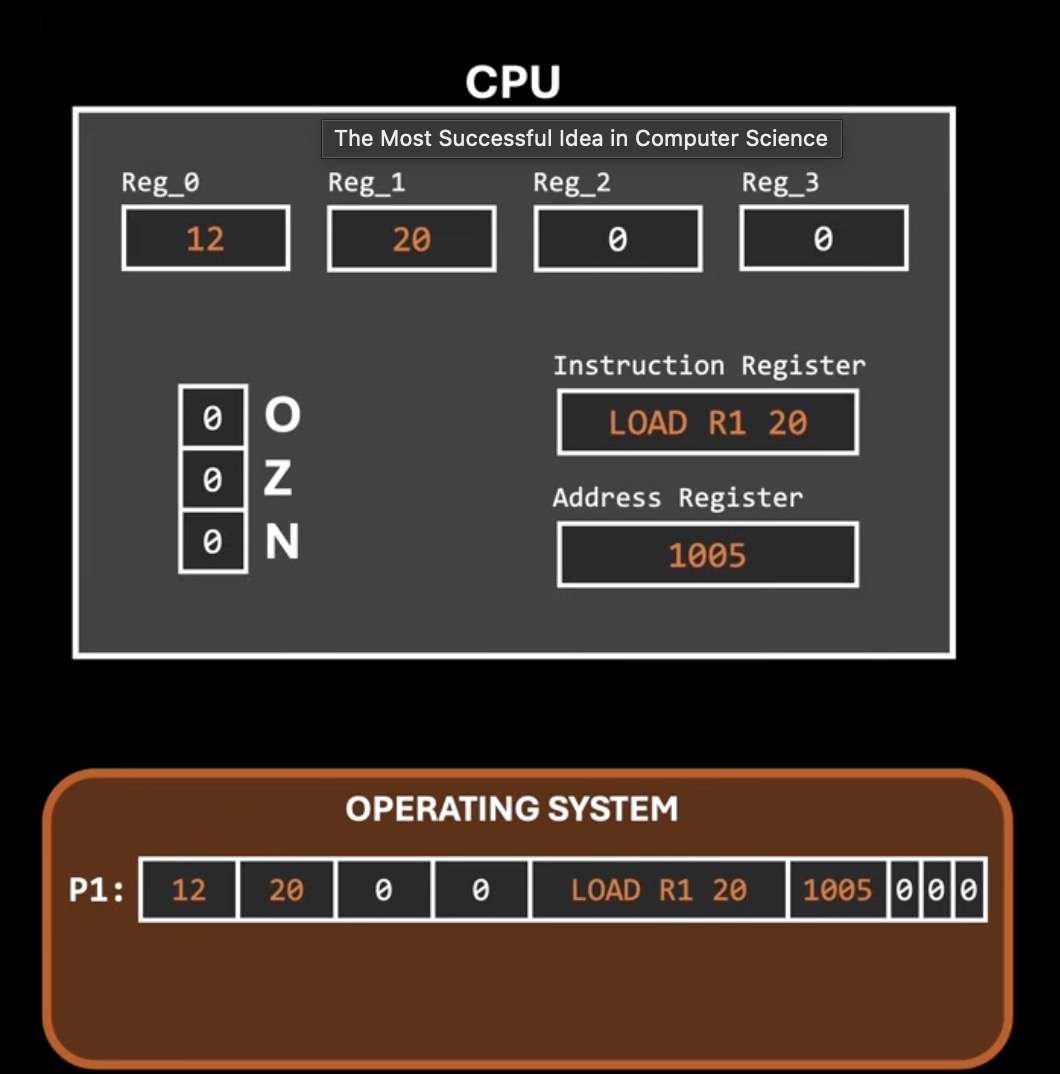 CPU
The Most Successful Idea in Computer Science
Reg_0 Reg_1 Reg_2 Reg_3
12 20 0 0
Instruction Register
0 O LOAD R1 20
0 Z Address Register
0 N 1005
OPERATING SYSTEM
P1: 12 20 0 0 LOAD R1 20 1005 0 0 0